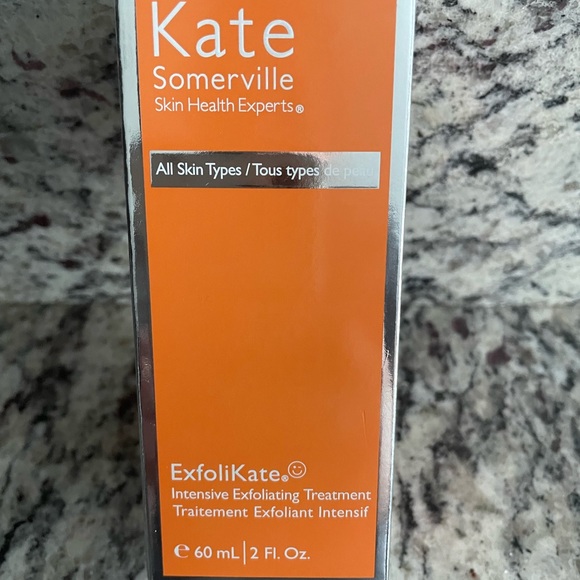 Kate
Somerville
Skin Health Experts®
All Skin Types / Tous types de peau
ExfoliKate®
Intensive Exfoliating Treatment
Traitement Exfoliant Intensif
℮ 60 mL | 2 Fl. Oz.